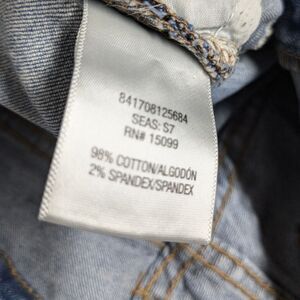 841708125684
SEAS: S7
RN# 15099
98% COTTON/ALGODÓN
2% SPANDEX/SPANDEX